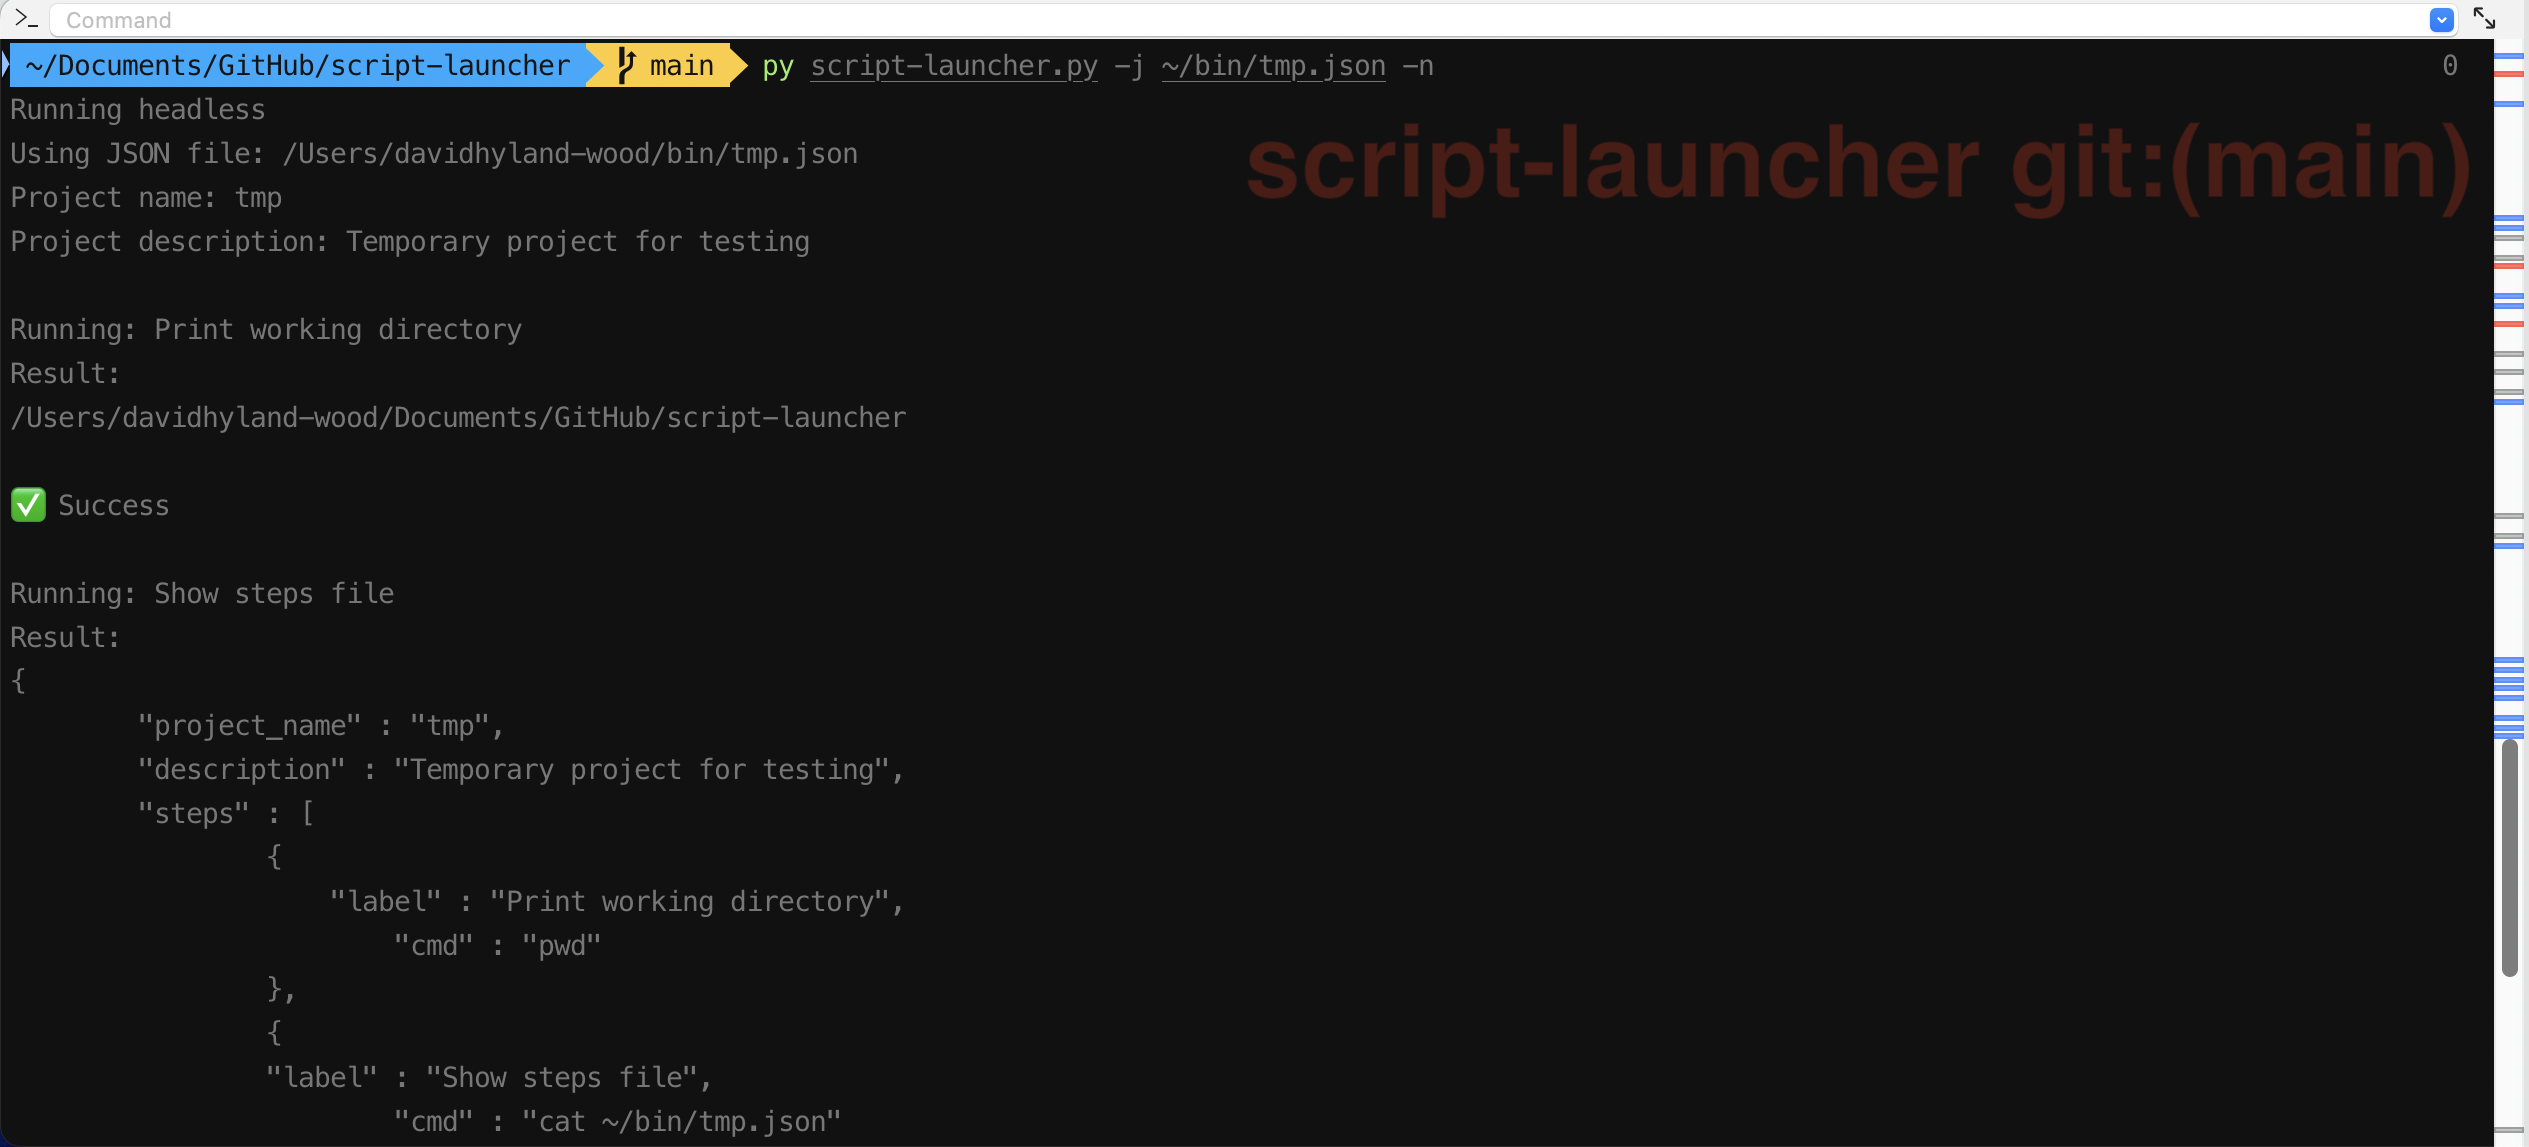 >_ Command
~/Documents/GitHub/script-launcher main py script-launcher.py -j ~/bin/tmp.json -n 0
Running headless
script-launcher git:(main)
Using JSON file: /Users/davidhyland-wood/bin/tmp.json
Project name: tmp
Project description: Temporary project for testing
Running: Print working directory
Result:
/Users/davidhyland-wood/Documents/GitHub/script-launcher
✅ Success
Running: Show steps file
Result:
{
"project_name" : "tmp",
"description" : "Temporary project for testing",
"steps" : [
{
"label" : "Print working directory",
"cmd" : "pwd"
},
{
"label" : "Show steps file",
"cmd" : "cat ~/bin/tmp.json"